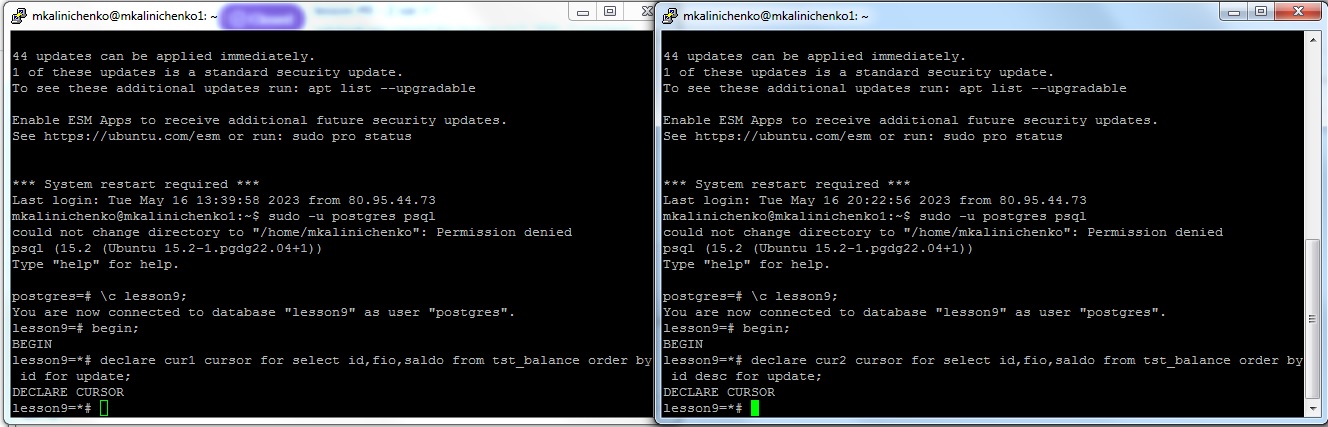 mkalinichenko@mkalinichenko1: ~
44 updates can be applied immediately.
1 of these updates is a standard security update.
To see these additional updates run: apt list --upgradable
Enable ESM Apps to receive additional future security updates.
See https://ubuntu.com/esm or run: sudo pro status
*** System restart required ***
Last login: Tue May 16 13:39:58 2023 from 80.95.44.73
mkalinichenko@mkalinichenko1:~$ sudo -u postgres psql
could not change directory to "/home/mkalinichenko": Permission denied
psql (15.2 (Ubuntu 15.2-1.pgdg22.04+1))
Type "help" for help.
postgres=# \c lesson9;
You are now connected to database "lesson9" as user "postgres".
lesson9=# begin;
BEGIN
lesson9=*# declare cur1 cursor for select id,fio,saldo from tst_balance order by
id for update;
DECLARE CURSOR
lesson9=*#
mkalinichenko@mkalinichenko1: ~
44 updates can be applied immediately.
1 of these updates is a standard security update.
To see these additional updates run: apt list --upgradable
Enable ESM Apps to receive additional future security updates.
See https://ubuntu.com/esm or run: sudo pro status
*** System restart required ***
Last login: Tue May 16 20:22:56 2023 from 80.95.44.73
mkalinichenko@mkalinichenko1:~$ sudo -u postgres psql
could not change directory to "/home/mkalinichenko": Permission denied
psql (15.2 (Ubuntu 15.2-1.pgdg22.04+1))
Type "help" for help.
postgres=# \c lesson9;
You are now connected to database "lesson9" as user "postgres".
lesson9=# begin;
BEGIN
lesson9=*# declare cur2 cursor for select id,fio,saldo from tst_balance order by
id desc for update;
DECLARE CURSOR
lesson9=*#